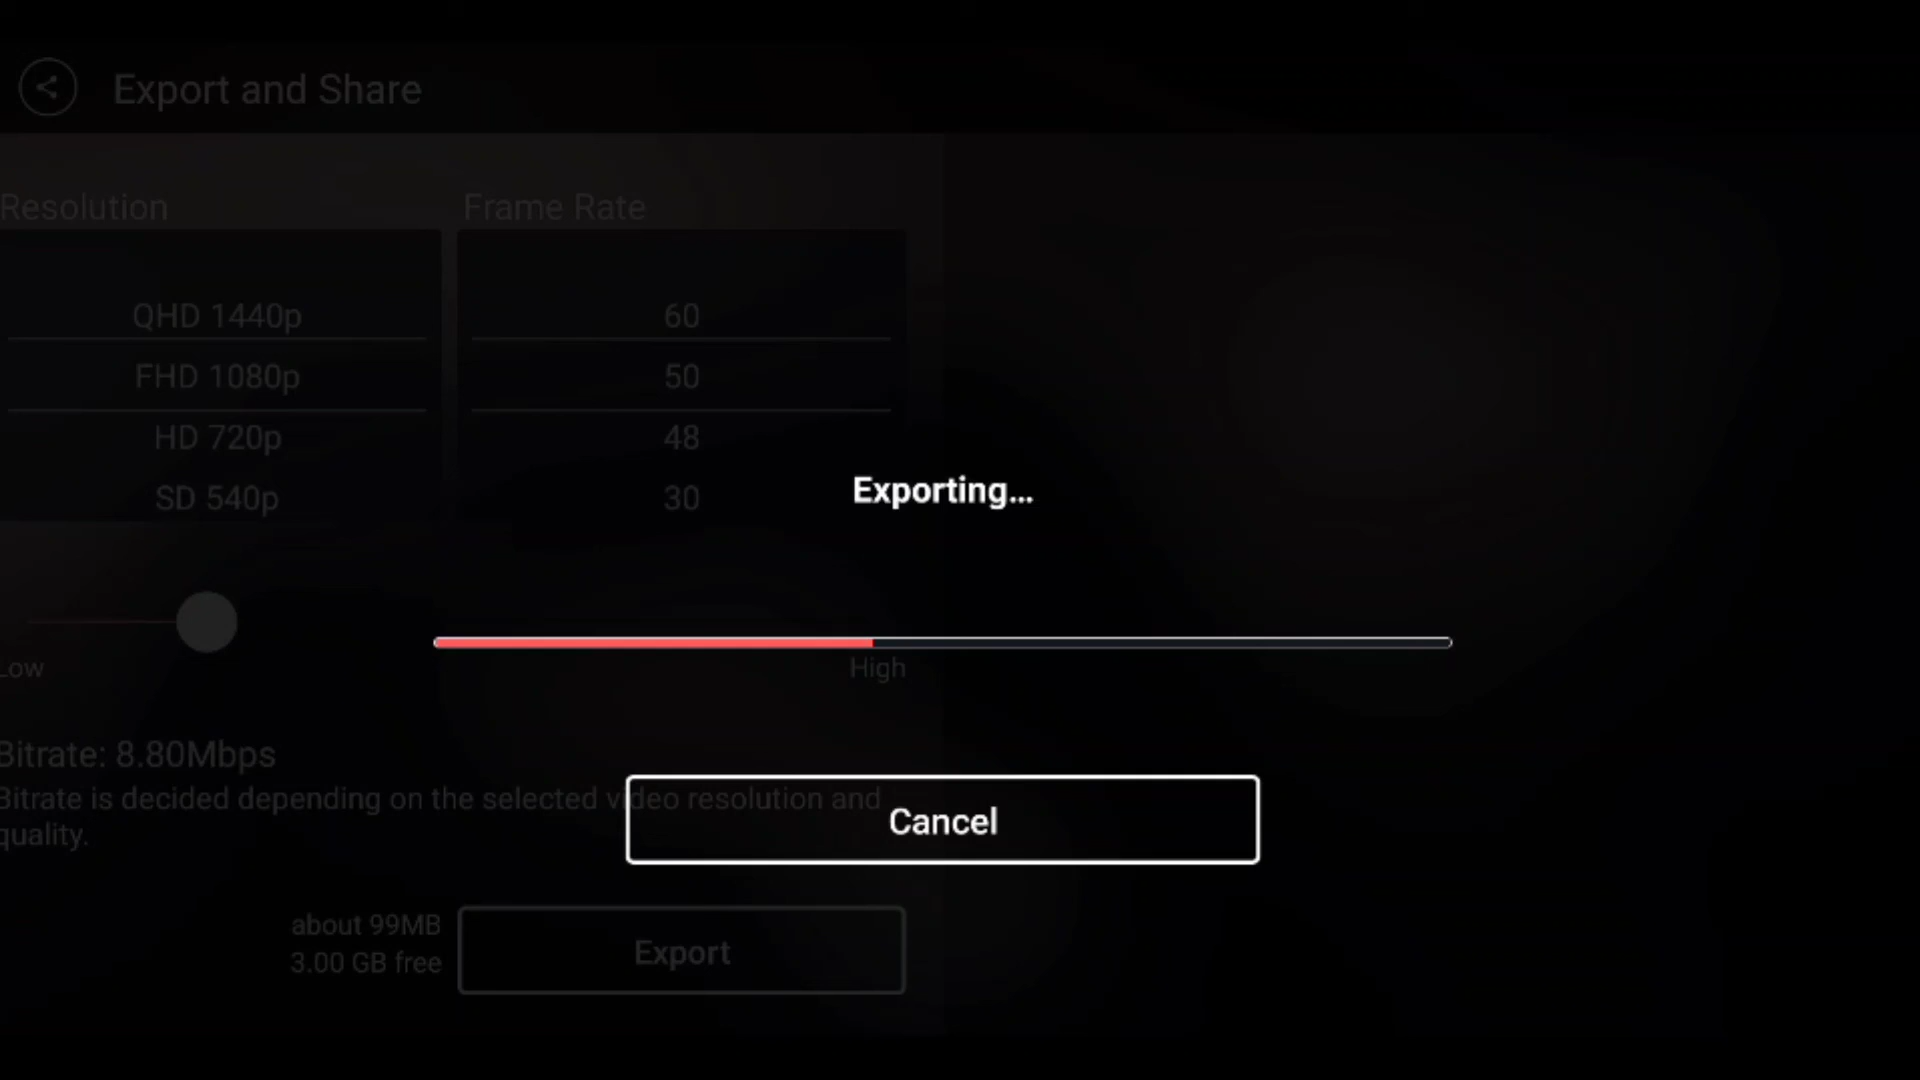 Export and Share
Resolution
Frame Rate
QHD 1440p
60
FHD 1080p
50
HD 720p
48
SD 540p
30
Exporting...
Low
High
Bitrate: 8.80Mbps
Bitrate is decided depending on the selected video resolution and
quality.
Cancel
about 99MB
3.00 GB free
Export